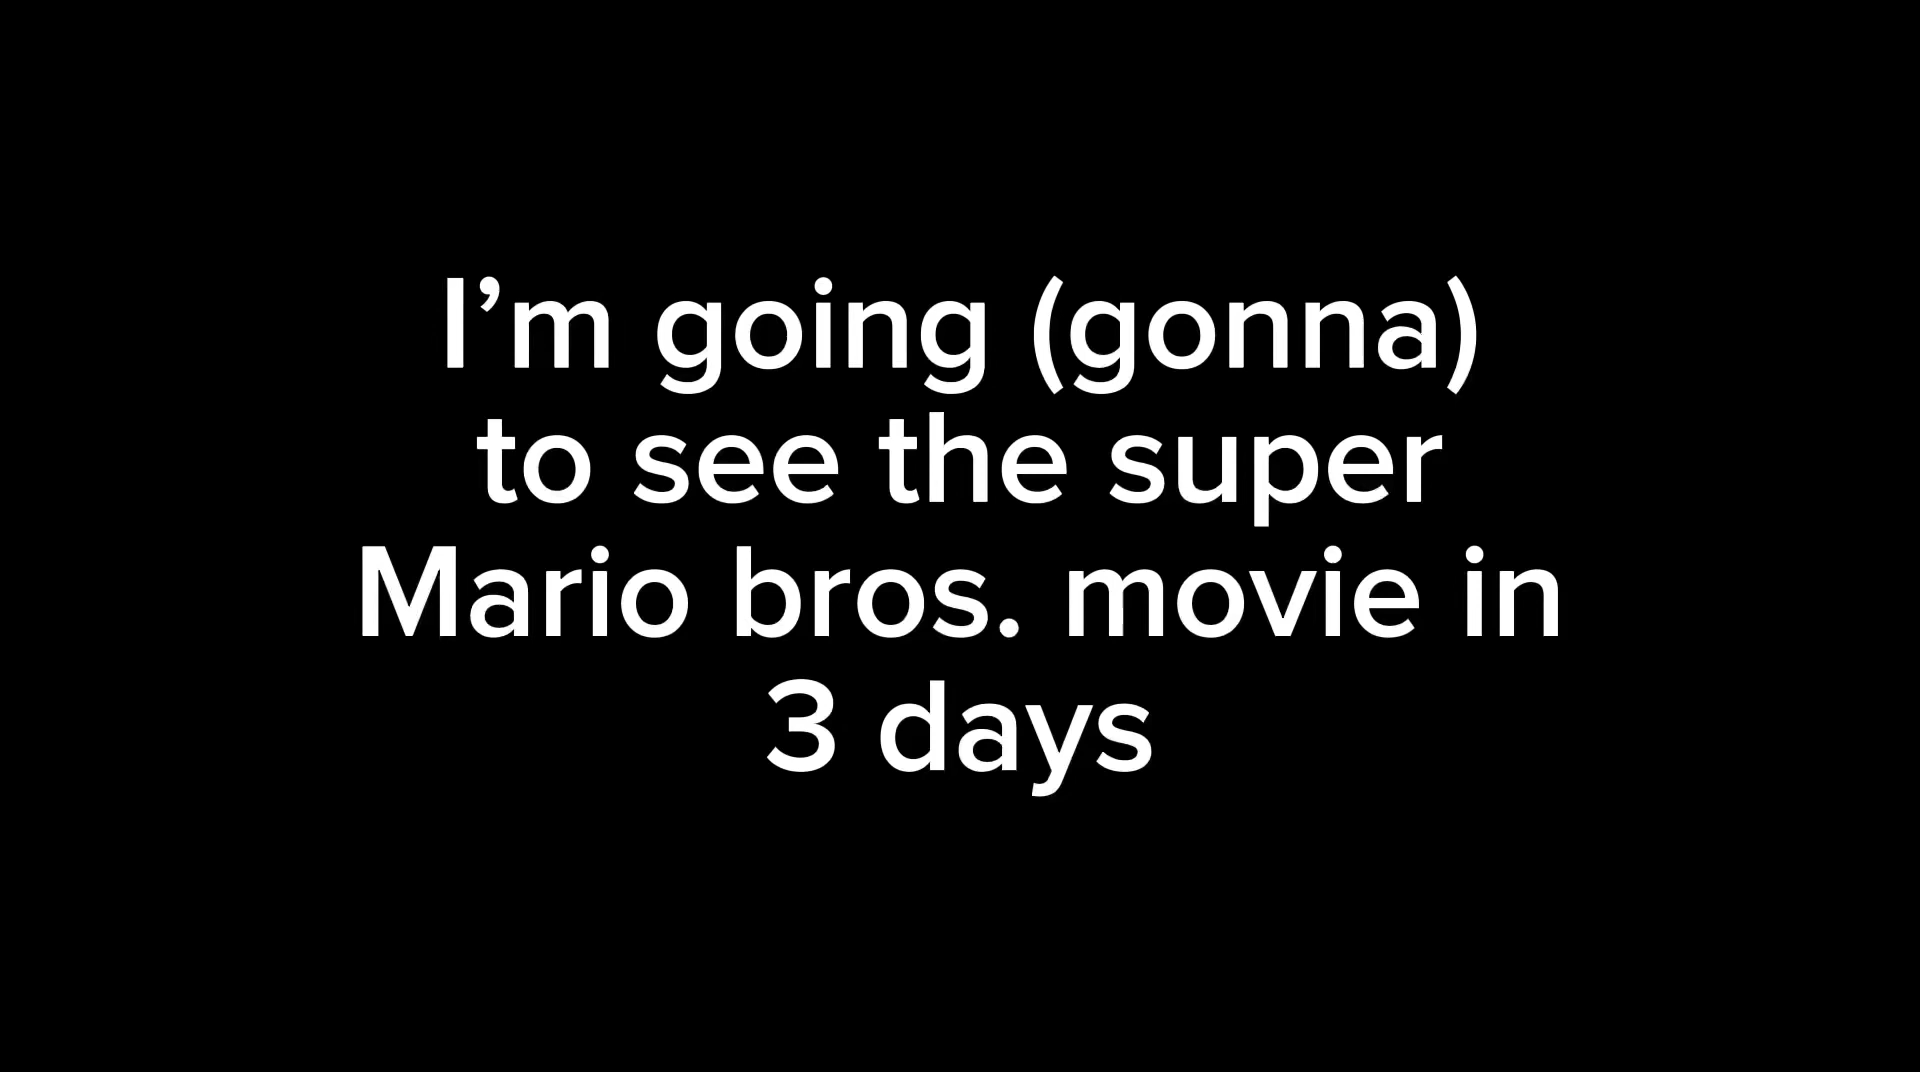 I’m going (gonna)
to see the super
Mario bros. movie in
3 days